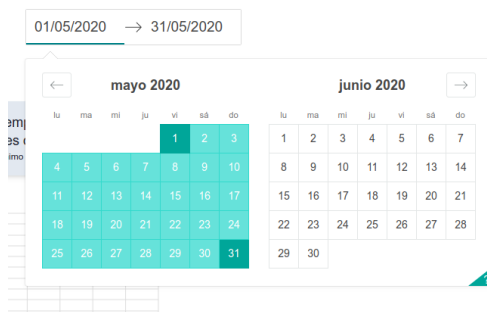 01/05/2020 → 31/05/2020
← mayo 2020 junio 2020 →
lu ma mi ju vi sá do lu ma mi ju vi sá do
1 2 3 1 2 3 4 5 6 7
4 5 6 7 8 9 10 8 9 10 11 12 13 14
11 12 13 14 15 16 17 15 16 17 18 19 20 21
18 19 20 21 22 23 24 22 23 24 25 26 27 28
25 26 27 28 29 30 31 29 30